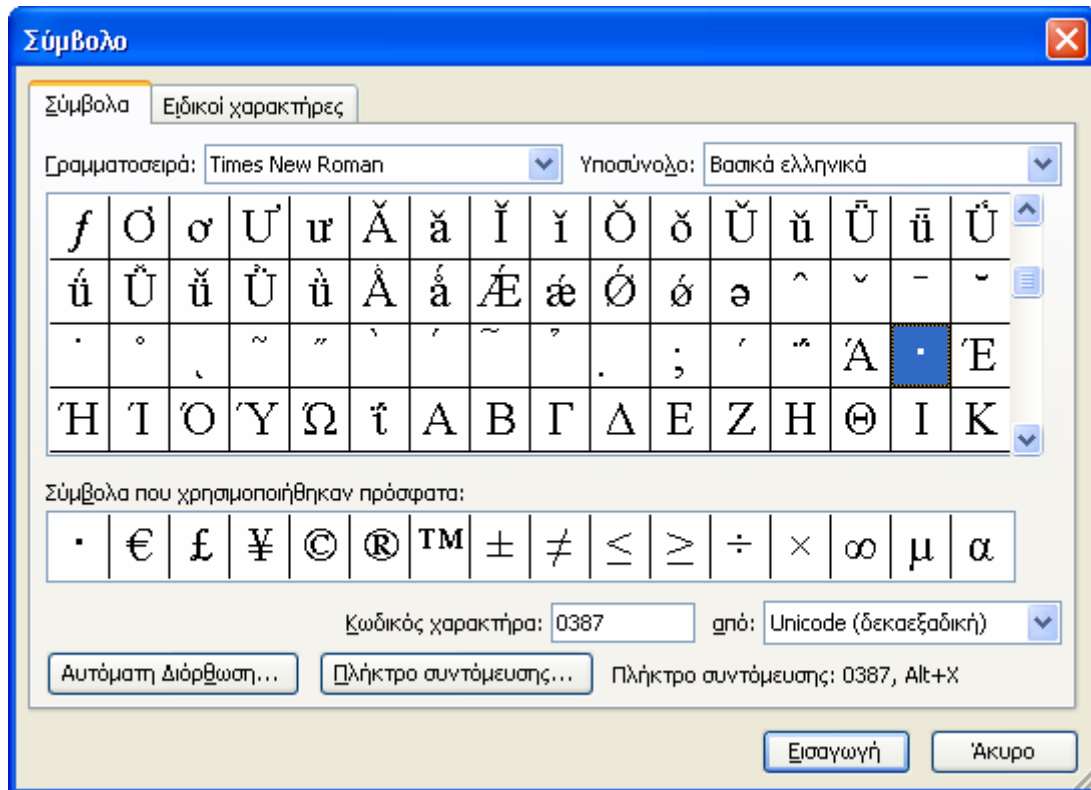 Σύμβολο
Σύμβολα Ειδικοί χαρακτήρες
Γραμματοσειρά: Times New Roman Υποσύνολο: Βασικά ελληνικά
ƒ Ơ ơ Ư ư Ǎ ǎ Ǐ ǐ Ǒ ǒ Ǔ ǔ Ǖ ǖ Ǘ
ǘ Ǚ ǚ Ǜ ǜ Ǻ ǻ Ǽ ǽ Ǿ ǿ ə ˆ ˇ ˉ ˘
˙ ˚ ˛ ˜ ˝ ̀ ́ ̃ ̉ ̣ ; ΄ ΅ Ά · Έ
Ή Ί Ό Ύ Ώ ΐ Α Β Γ Δ Ε Ζ Η Θ Ι Κ
Σύμβολα που χρησιμοποιήθηκαν πρόσφατα:
· € £ ¥ © ® ™ ± ≠ ≤ ≥ ÷ × ∞ µ α
Κωδικός χαρακτήρα: 0387 από: Unicode (δεκαεξαδική)
Αυτόματη Διόρθωση... Πλήκτρο συντόμευσης... Πλήκτρο συντόμευσης: 0387, Alt+X
Εισαγωγή Άκυρο